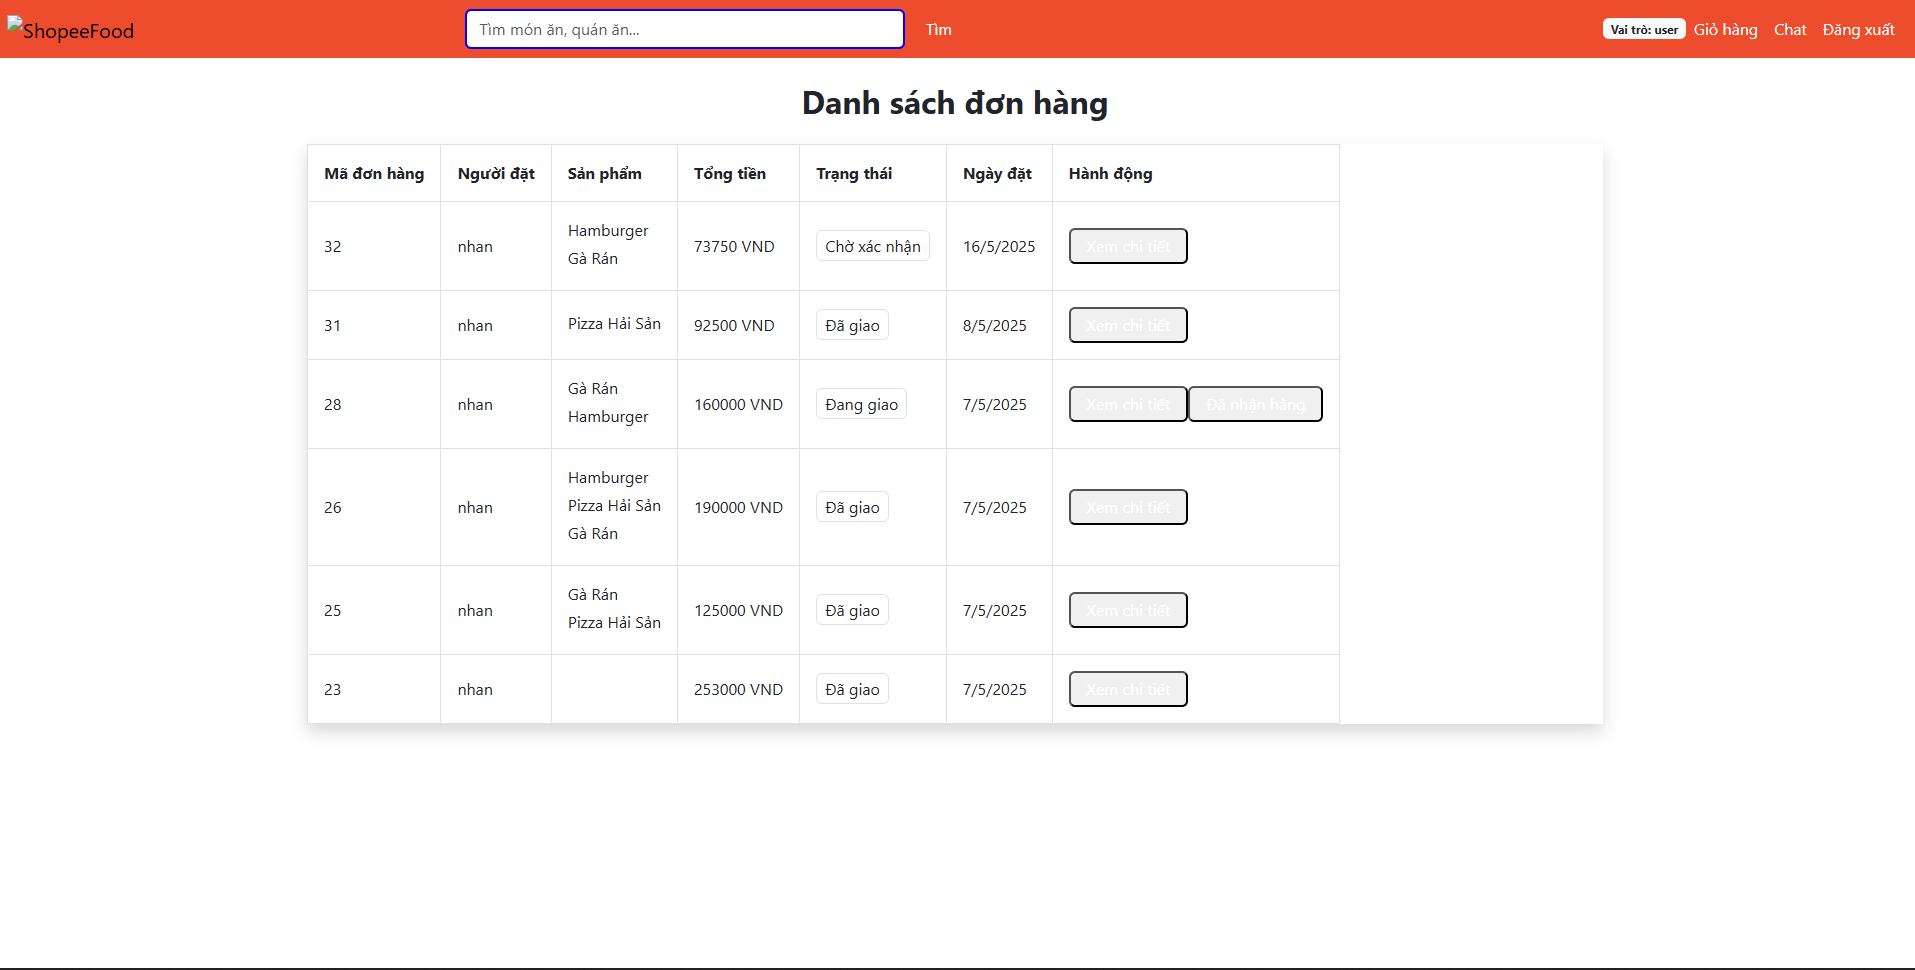 ShopeeFood
Tìm món ăn, quán ăn...
Tìm
Vai trò: user
Giỏ hàng
Chat
Đăng xuất
Danh sách đơn hàng
Mã đơn hàng Người đặt Sản phẩm Tổng tiền Trạng thái Ngày đặt Hành động
32 nhan Hamburger 73750 VND Chờ xác nhận 16/5/2025 Xem chi tiết
Gà Rán
31 nhan Pizza Hải Sản 92500 VND Đã giao 8/5/2025 Xem chi tiết
28 nhan Gà Rán 160000 VND Đang giao 7/5/2025 Xem chi tiết Đã nhận hàng
Hamburger
26 nhan Hamburger 190000 VND Đã giao 7/5/2025 Xem chi tiết
Pizza Hải Sản
Gà Rán
25 nhan Gà Rán 125000 VND Đã giao 7/5/2025 Xem chi tiết
Pizza Hải Sản
23 nhan 253000 VND Đã giao 7/5/2025 Xem chi tiết